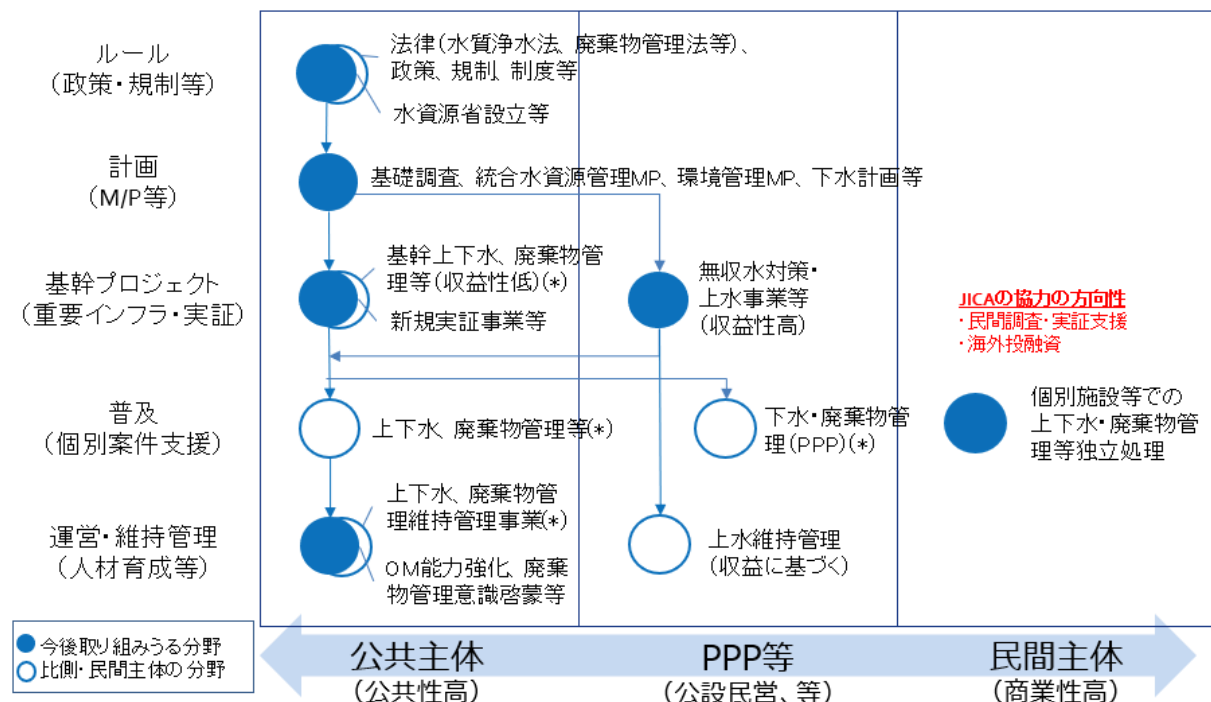 ルール
(政策・規制等)
法律(水質浄水法、廃棄物管理法等)、
政策、規制、制度等
水資源省設立等
計画
(M/P等)
基礎調査、統合水資源管理MP、環境管理MP、下水計画等
基幹プロジェクト
(重要インフラ・実証)
基幹上下水、廃棄物管
理等(収益性低)(*)
新規実証事業等
無収水対策・
上水事業等
(収益性高)
JICAの協力の方向性
・民間調査・実証支援
・海外投融資
普及
(個別案件支援)
上下水、廃棄物管理等(*)
下水・廃棄物管
理(PPP)(*)
個別施設等での
上下水・廃棄物管
理等独立処理
運営・維持管理
(人材育成等)
上下水、廃棄物管
理維持管理事業(*)
OM能力強化、廃棄
物管理意識啓蒙等
上水維持管理
(収益に基づく)
今後取り組みうる分野
比側・民間主体の分野
公共主体
(公共性高)
PPP等
(公設民営、等)
民間主体
(商業性高)